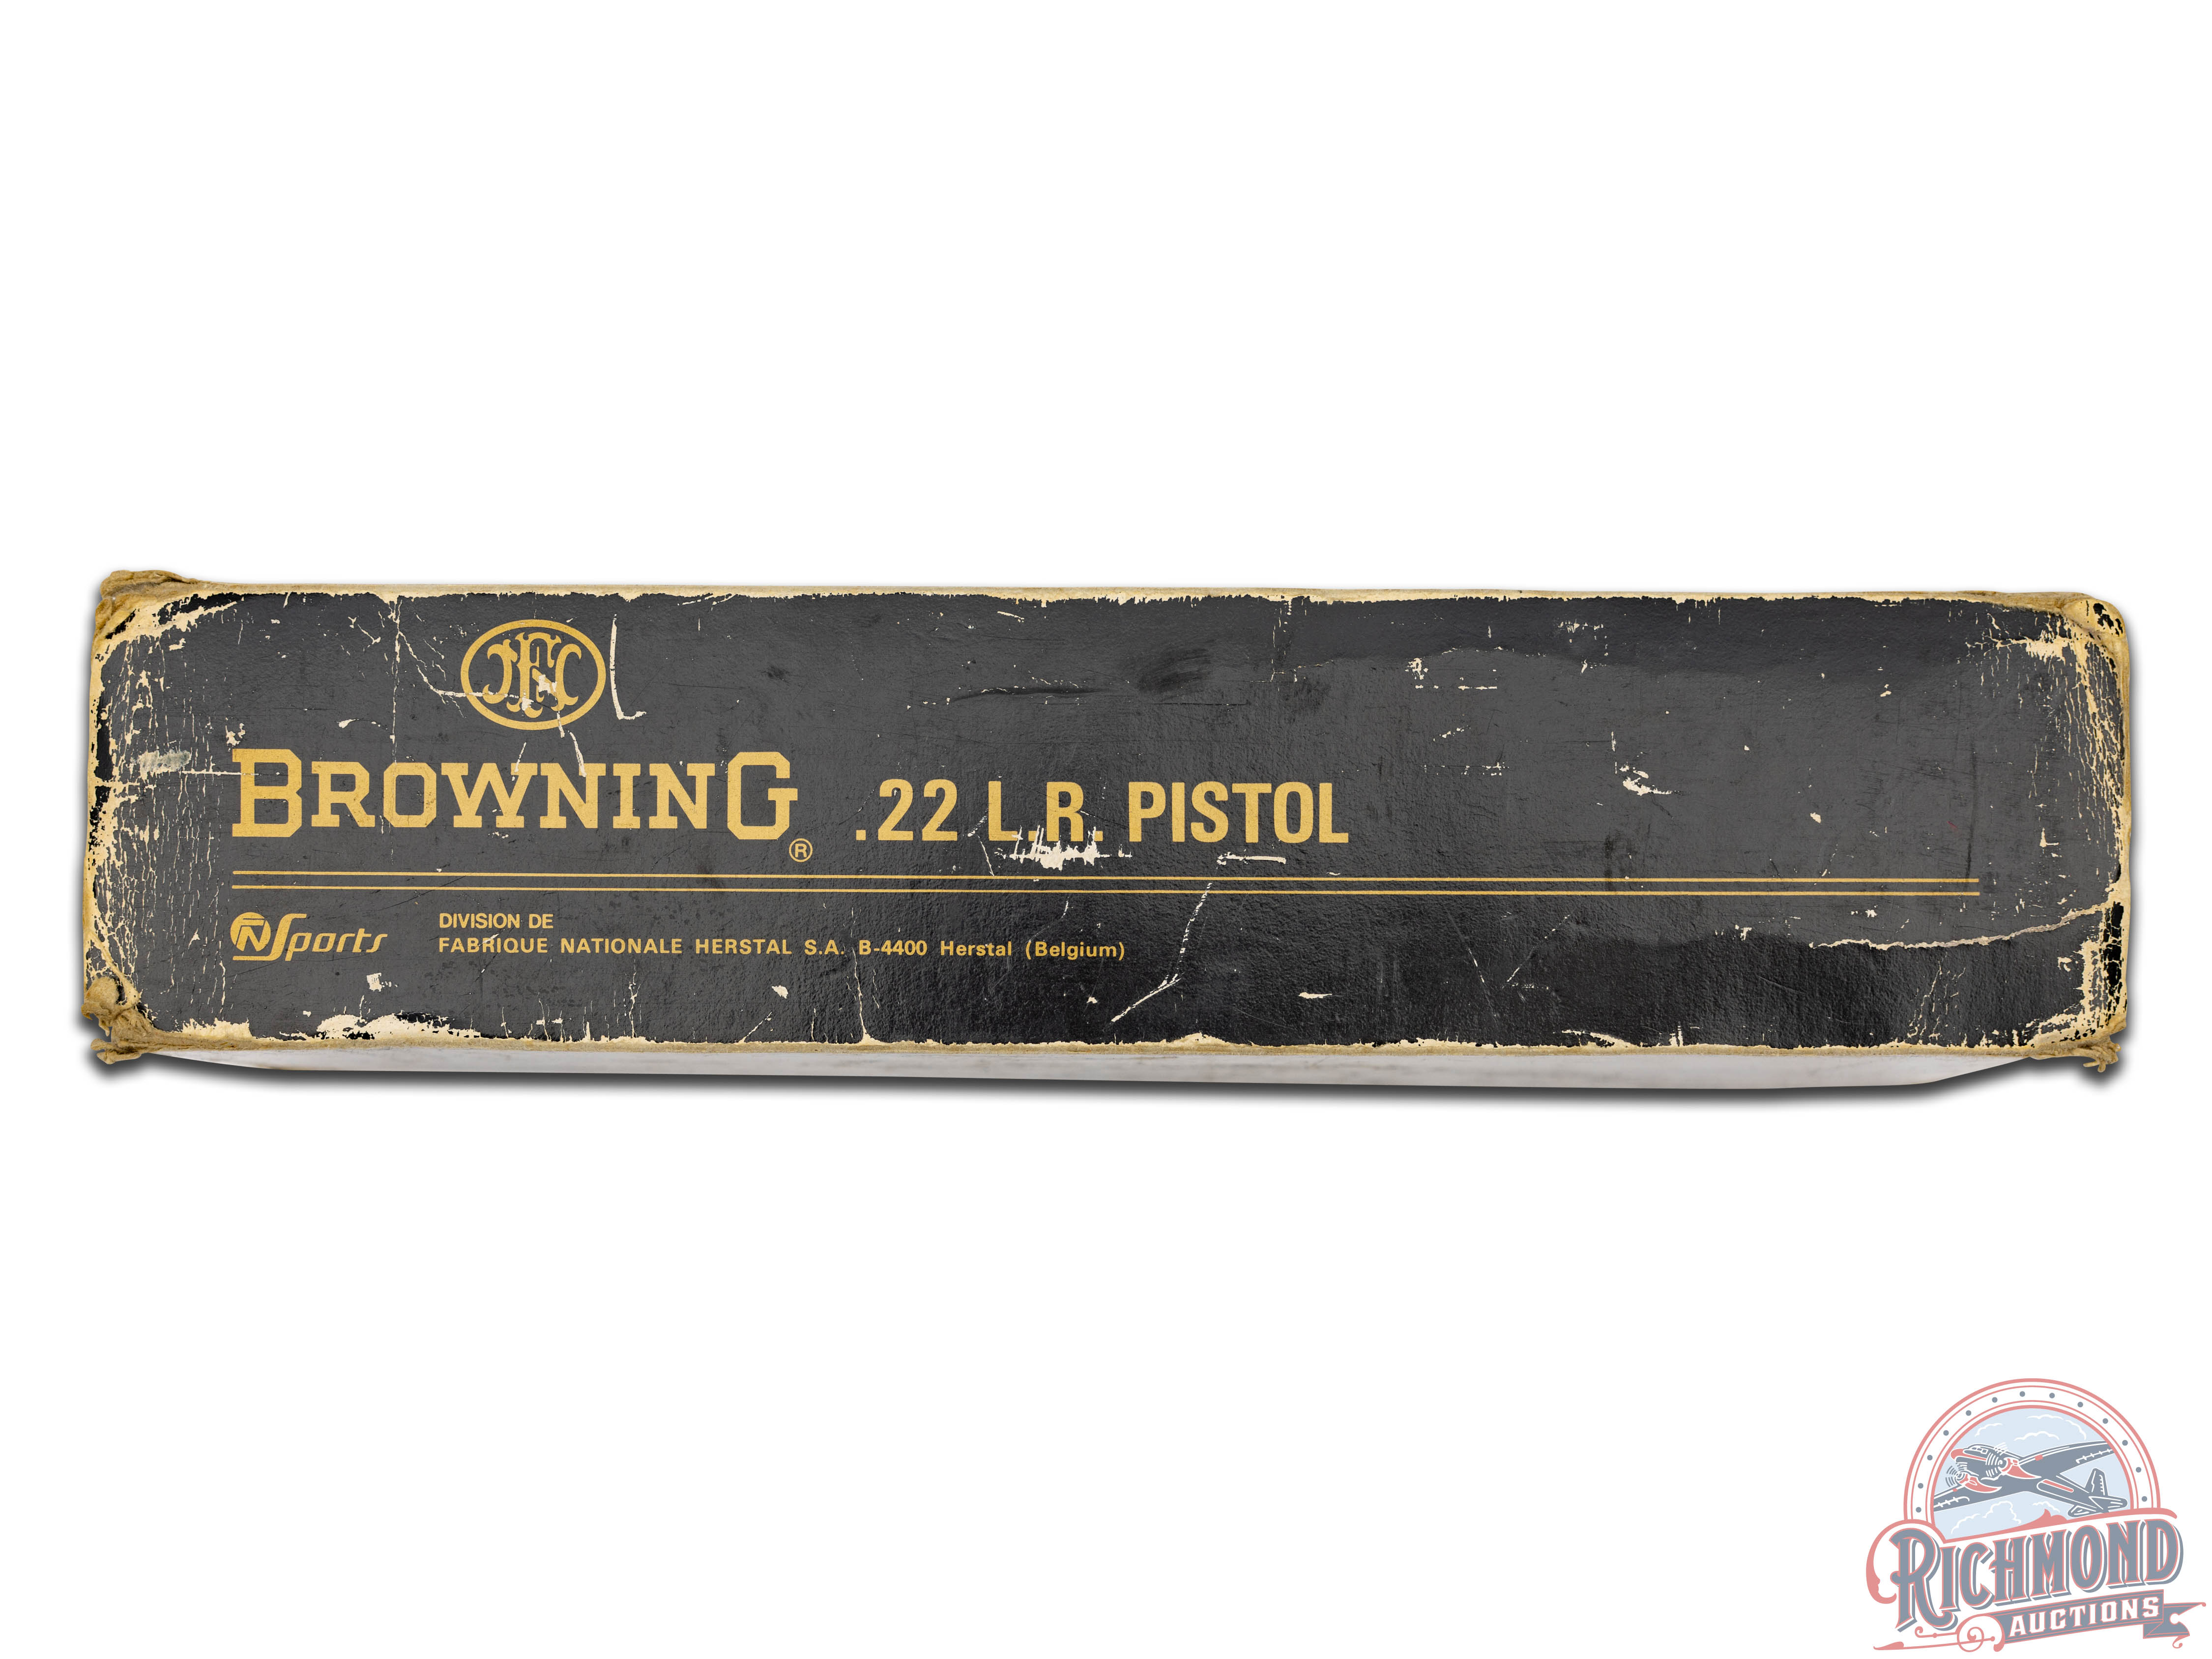 FN
BROWNING® .22 L.R. PISTOL
FN Sports
DIVISION DE
FABRIQUE NATIONALE HERSTAL S.A. B-4400 Herstal (Belgium)
RICHMOND
AUCTIONS